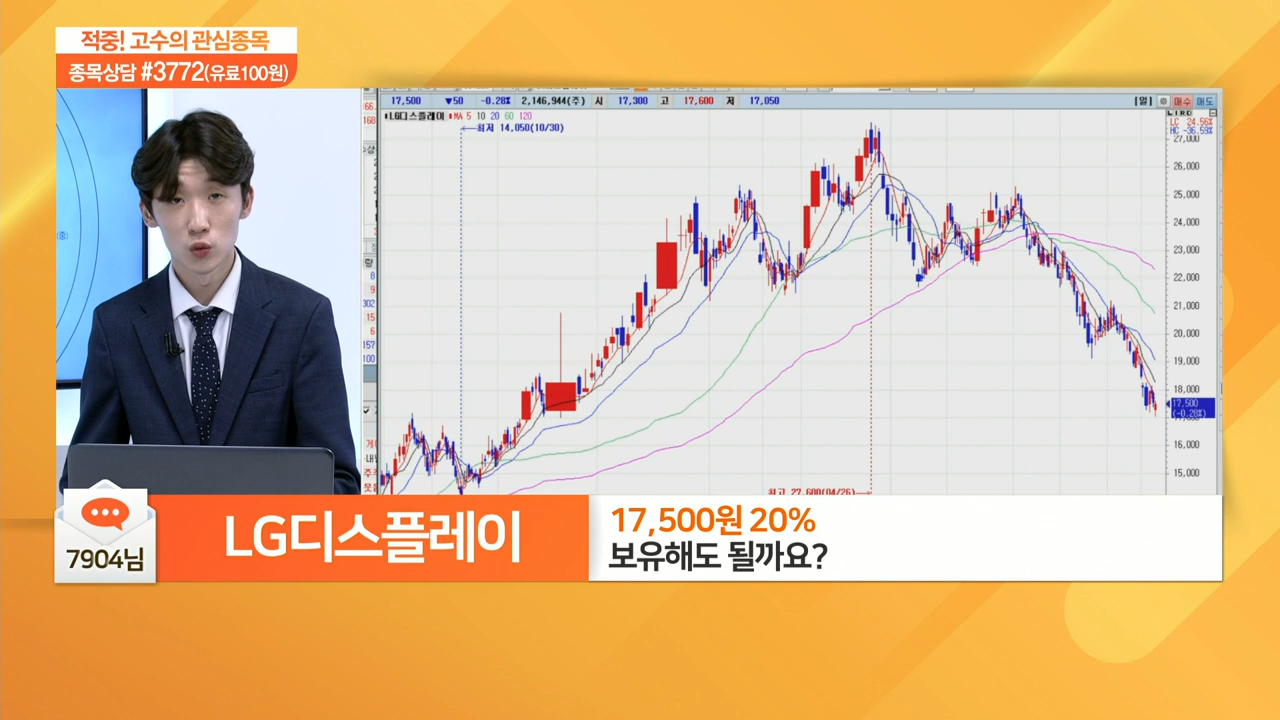 적중! 고수의 관심종목
종목상담 #3772(유료100원)
17,500 ▼50 -0.28% 2,146,944(주) 시 17,300 고 17,600 저 17,050 [일] 매수 매도
LG디스플레이 MA 5 10 20 60 120
←최저 14,050(10/30)
LC 24.56%
HC -36.59%
27,000
26,000
25,000
24,000
23,000
22,000
21,000
20,000
19,000
18,000
17,500
(-0.28%)
16,000
15,000
최고 27,600(04/26)→
7904님
LG디스플레이
17,500원 20%
보유해도 될까요?